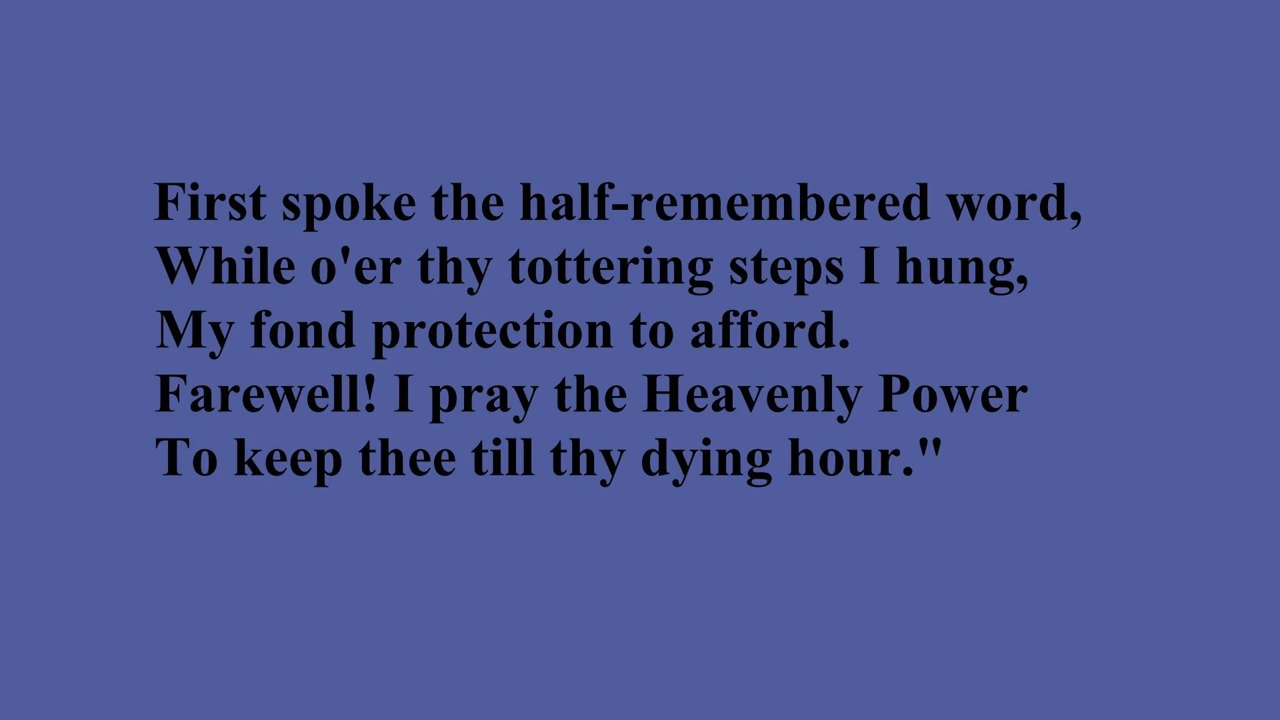 First spoke the half-remembered word,
While o'er thy tottering steps I hung,
My fond protection to afford.
Farewell! I pray the Heavenly Power
To keep thee till thy dying hour."